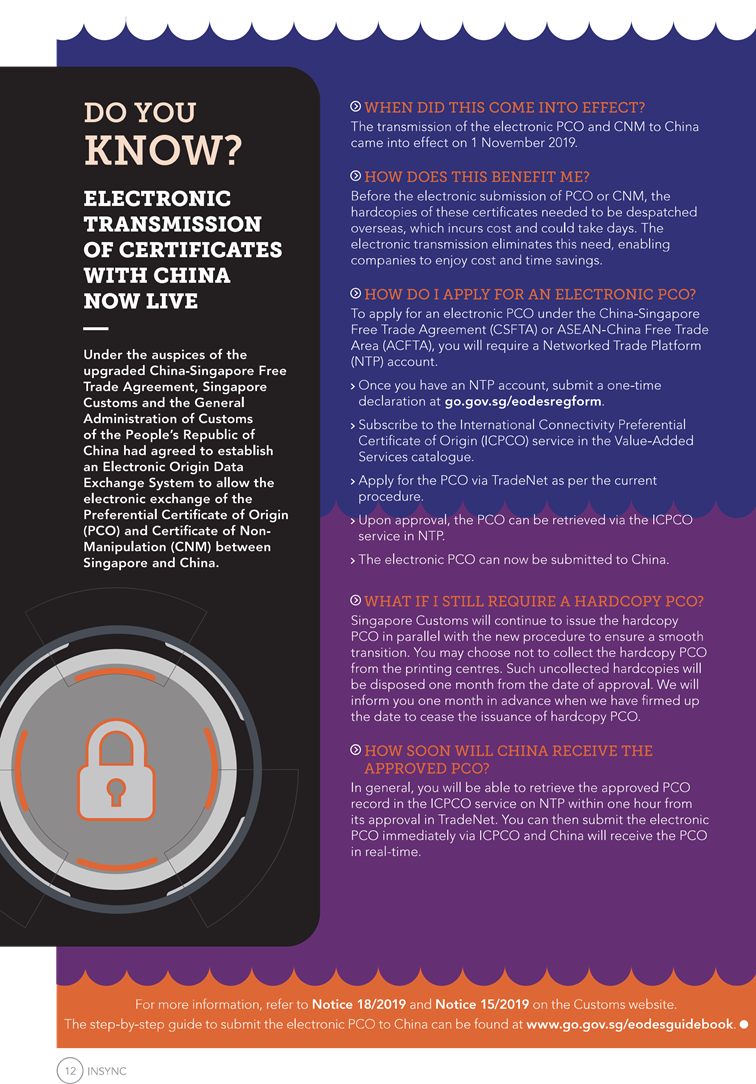 DO YOU
KNOW?
ELECTRONIC
TRANSMISSION
OF CERTIFICATES
WITH CHINA
NOW LIVE
Under the auspices of the
upgraded China-Singapore Free
Trade Agreement, Singapore
Customs and the General
Administration of Customs
of the People's Republic of
China had agreed to establish
an Electronic Origin Data
Exchange System to allow the
electronic exchange of the
Preferential Certificate of Origin
(PCO) and Certificate of Non-
Manipulation (CNM) between
Singapore and China.
WHEN DID THIS COME INTO EFFECT?
The transmission of the electronic PCO and CNM to China
came into effect on 1 November 2019.
HOW DOES THIS BENEFIT ME?
Before the electronic submission of PCO or CNM, the
hardcopies of these certificates needed to be despatched
overseas, which incurs cost and could take days. The
electronic transmission eliminates this need, enabling
companies to enjoy cost and time savings.
HOW DO I APPLY FOR AN ELECTRONIC PCO?
To apply for an electronic PCO under the China-Singapore
Free Trade Agreement (CSFTA) or ASEAN-China Free Trade
Area (ACFTA), you will require a Networked Trade Platform
(NTP) account.
› Once you have an NTP account, submit a one-time
declaration at go.gov.sg/eodesregform.
› Subscribe to the International Connectivity Preferential
Certificate of Origin (ICPCO) service in the Value-Added
Services catalogue.
› Apply for the PCO via TradeNet as per the current
procedure.
› Upon approval, the PCO can be retrieved via the ICPCO
service in NTP.
› The electronic PCO can now be submitted to China.
WHAT IF I STILL REQUIRE A HARDCOPY PCO?
Singapore Customs will continue to issue the hardcopy
PCO in parallel with the new procedure to ensure a smooth
transition. You may choose not to collect the hardcopy PCO
from the printing centres. Such uncollected hardcopies will
be disposed one month from the date of approval. We will
inform you one month in advance when we have firmed up
the date to cease the issuance of hardcopy PCO.
HOW SOON WILL CHINA RECEIVE THE
APPROVED PCO?
In general, you will be able to retrieve the approved PCO
record in the ICPCO service on NTP within one hour from
its approval in TradeNet. You can then submit the electronic
PCO immediately via ICPCO and China will receive the PCO
in real-time.
For more information, refer to Notice 18/2019 and Notice 15/2019 on the Customs website.
The step-by-step guide to submit the electronic PCO to China can be found at www.go.gov.sg/eodesguidebook. ●
12 INSYNC